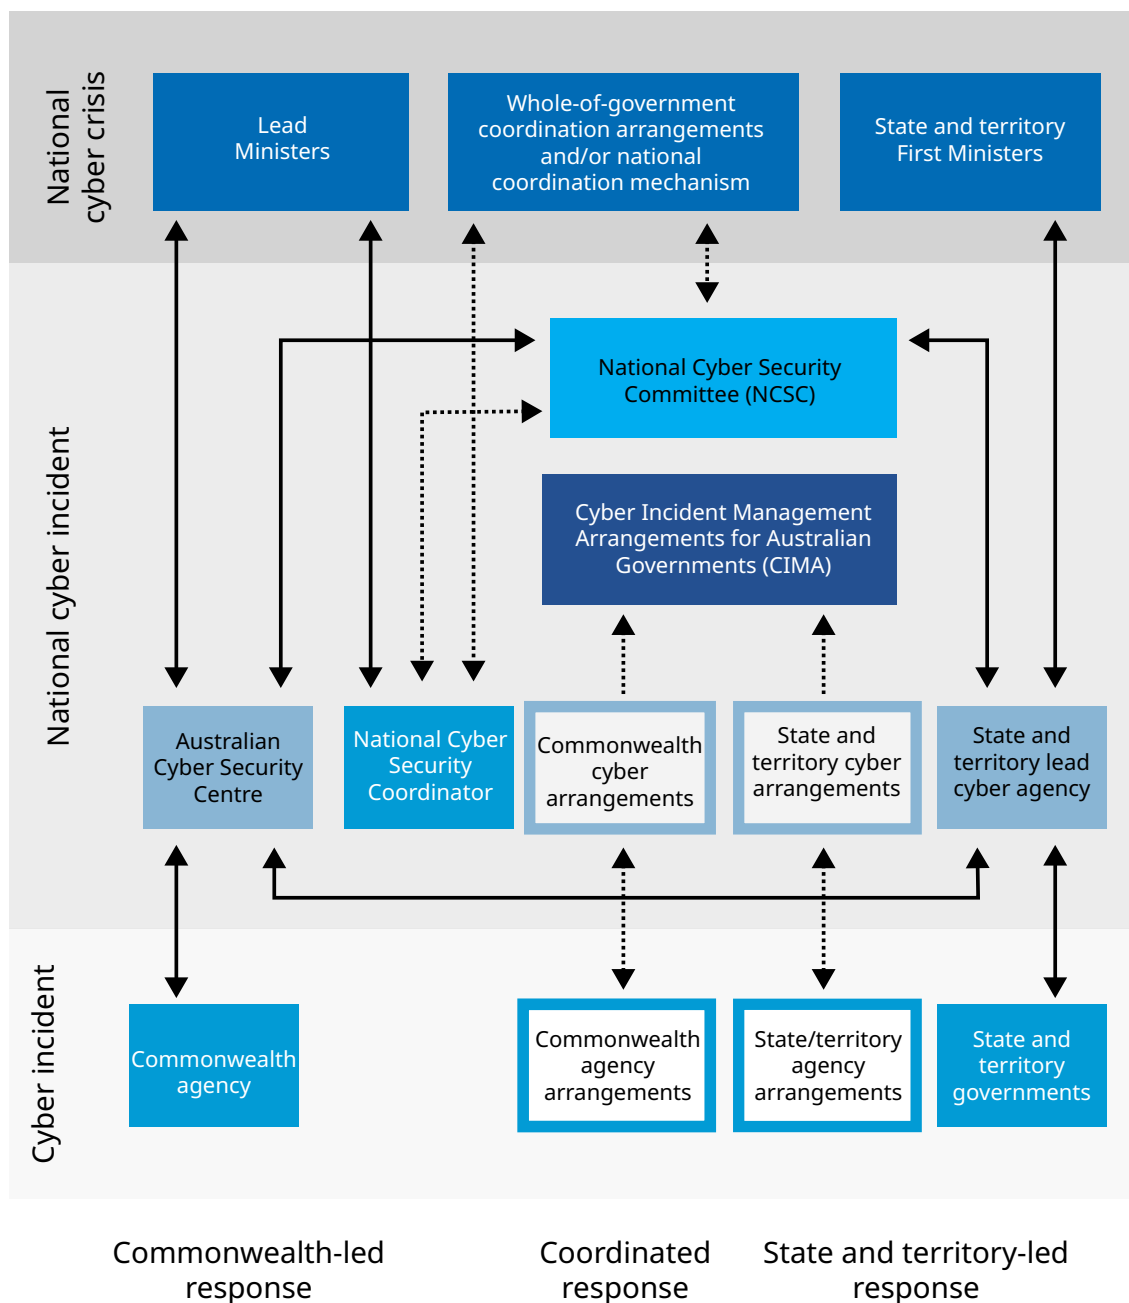 National
cyber crisis
Lead
Ministers
Whole-of-government
coordination arrangements
and/or national
coordination mechanism
State and territory
First Ministers
National cyber incident
National Cyber Security
Committee (NCSC)
Cyber Incident Management
Arrangements for Australian
Governments (CIMA)
Australian
Cyber Security
Centre
National Cyber
Security
Coordinator
Commonwealth
cyber
arrangements
State and
territory cyber
arrangements
State and
territory lead
cyber agency
Cyber incident
Commonwealth
agency
Commonwealth
agency
arrangements
State/territory
agency
arrangements
State and
territory
governments
Commonwealth-led
response
Coordinated
response
State and territory-led
response